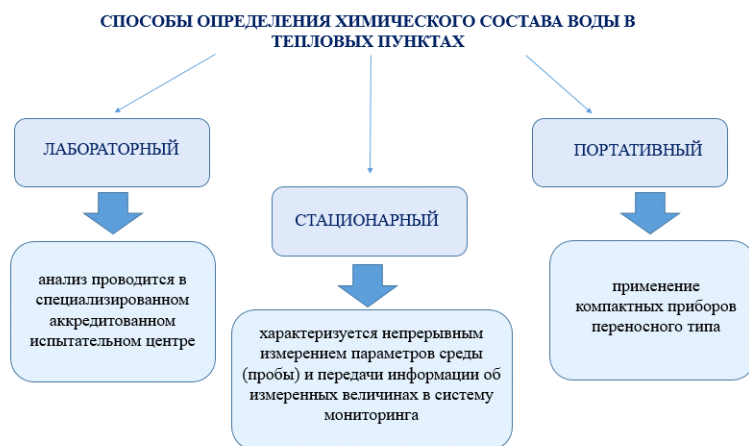 СПОСОБЫ ОПРЕДЕЛЕНИЯ ХИМИЧЕСКОГО СОСТАВА ВОДЫ В
ТЕПЛОВЫХ ПУНКТАХ
ЛАБОРАТОРНЫЙ
анализ проводится в
специализированном
аккредитованном
испытательном центре
СТАЦИОНАРНЫЙ
характеризуется непрерывным
измерением параметров среды
(пробы) и передачи информации об
измеренных величинах в систему
мониторинга
ПОРТАТИВНЫЙ
применение
компактных приборов
переносного типа